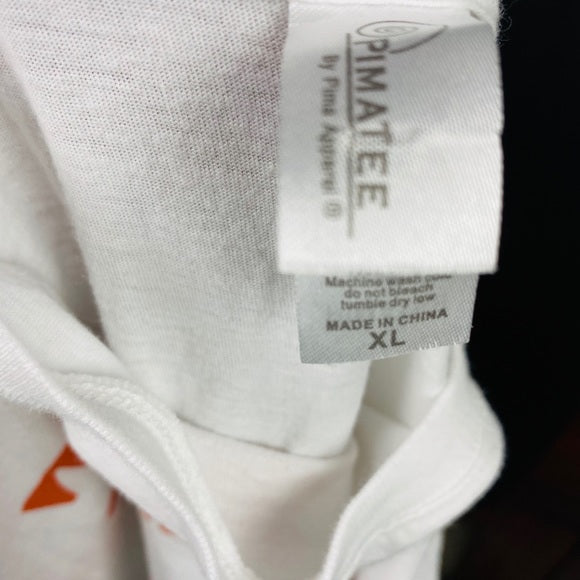 PIMATEE
By Pima Apparel ®
Machine wash cold
do not bleach
tumble dry low
MADE IN CHINA
XL